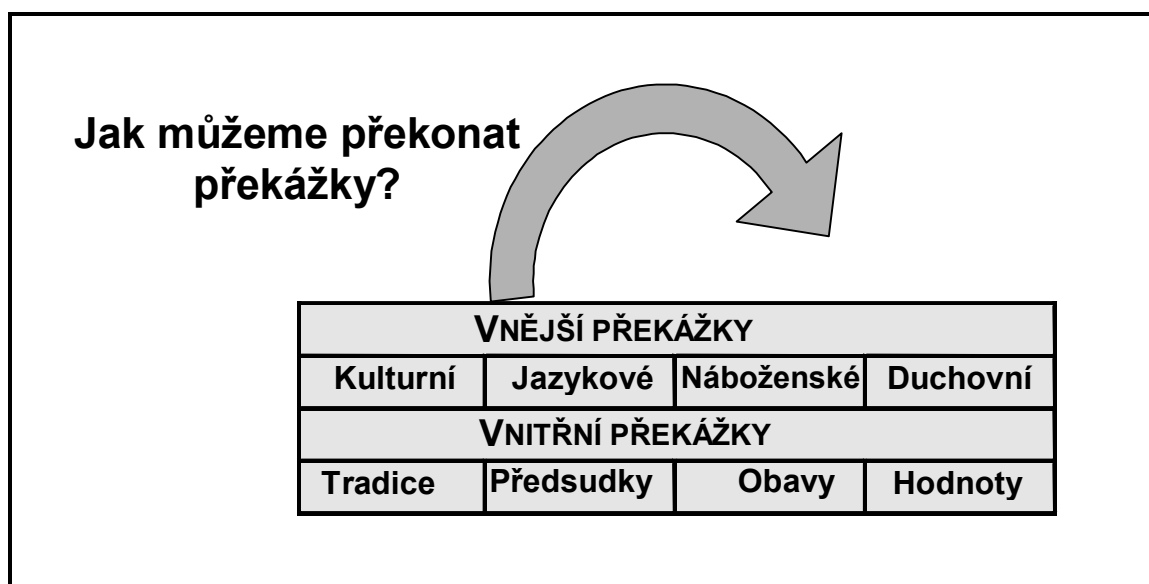 Jak můžeme překonat
překážky?
VNĚJŠÍ PŘEKÁŽKY
Kulturní Jazykové Náboženské Duchovní
VNITŘNÍ PŘEKÁŽKY
Tradice Předsudky Obavy Hodnoty